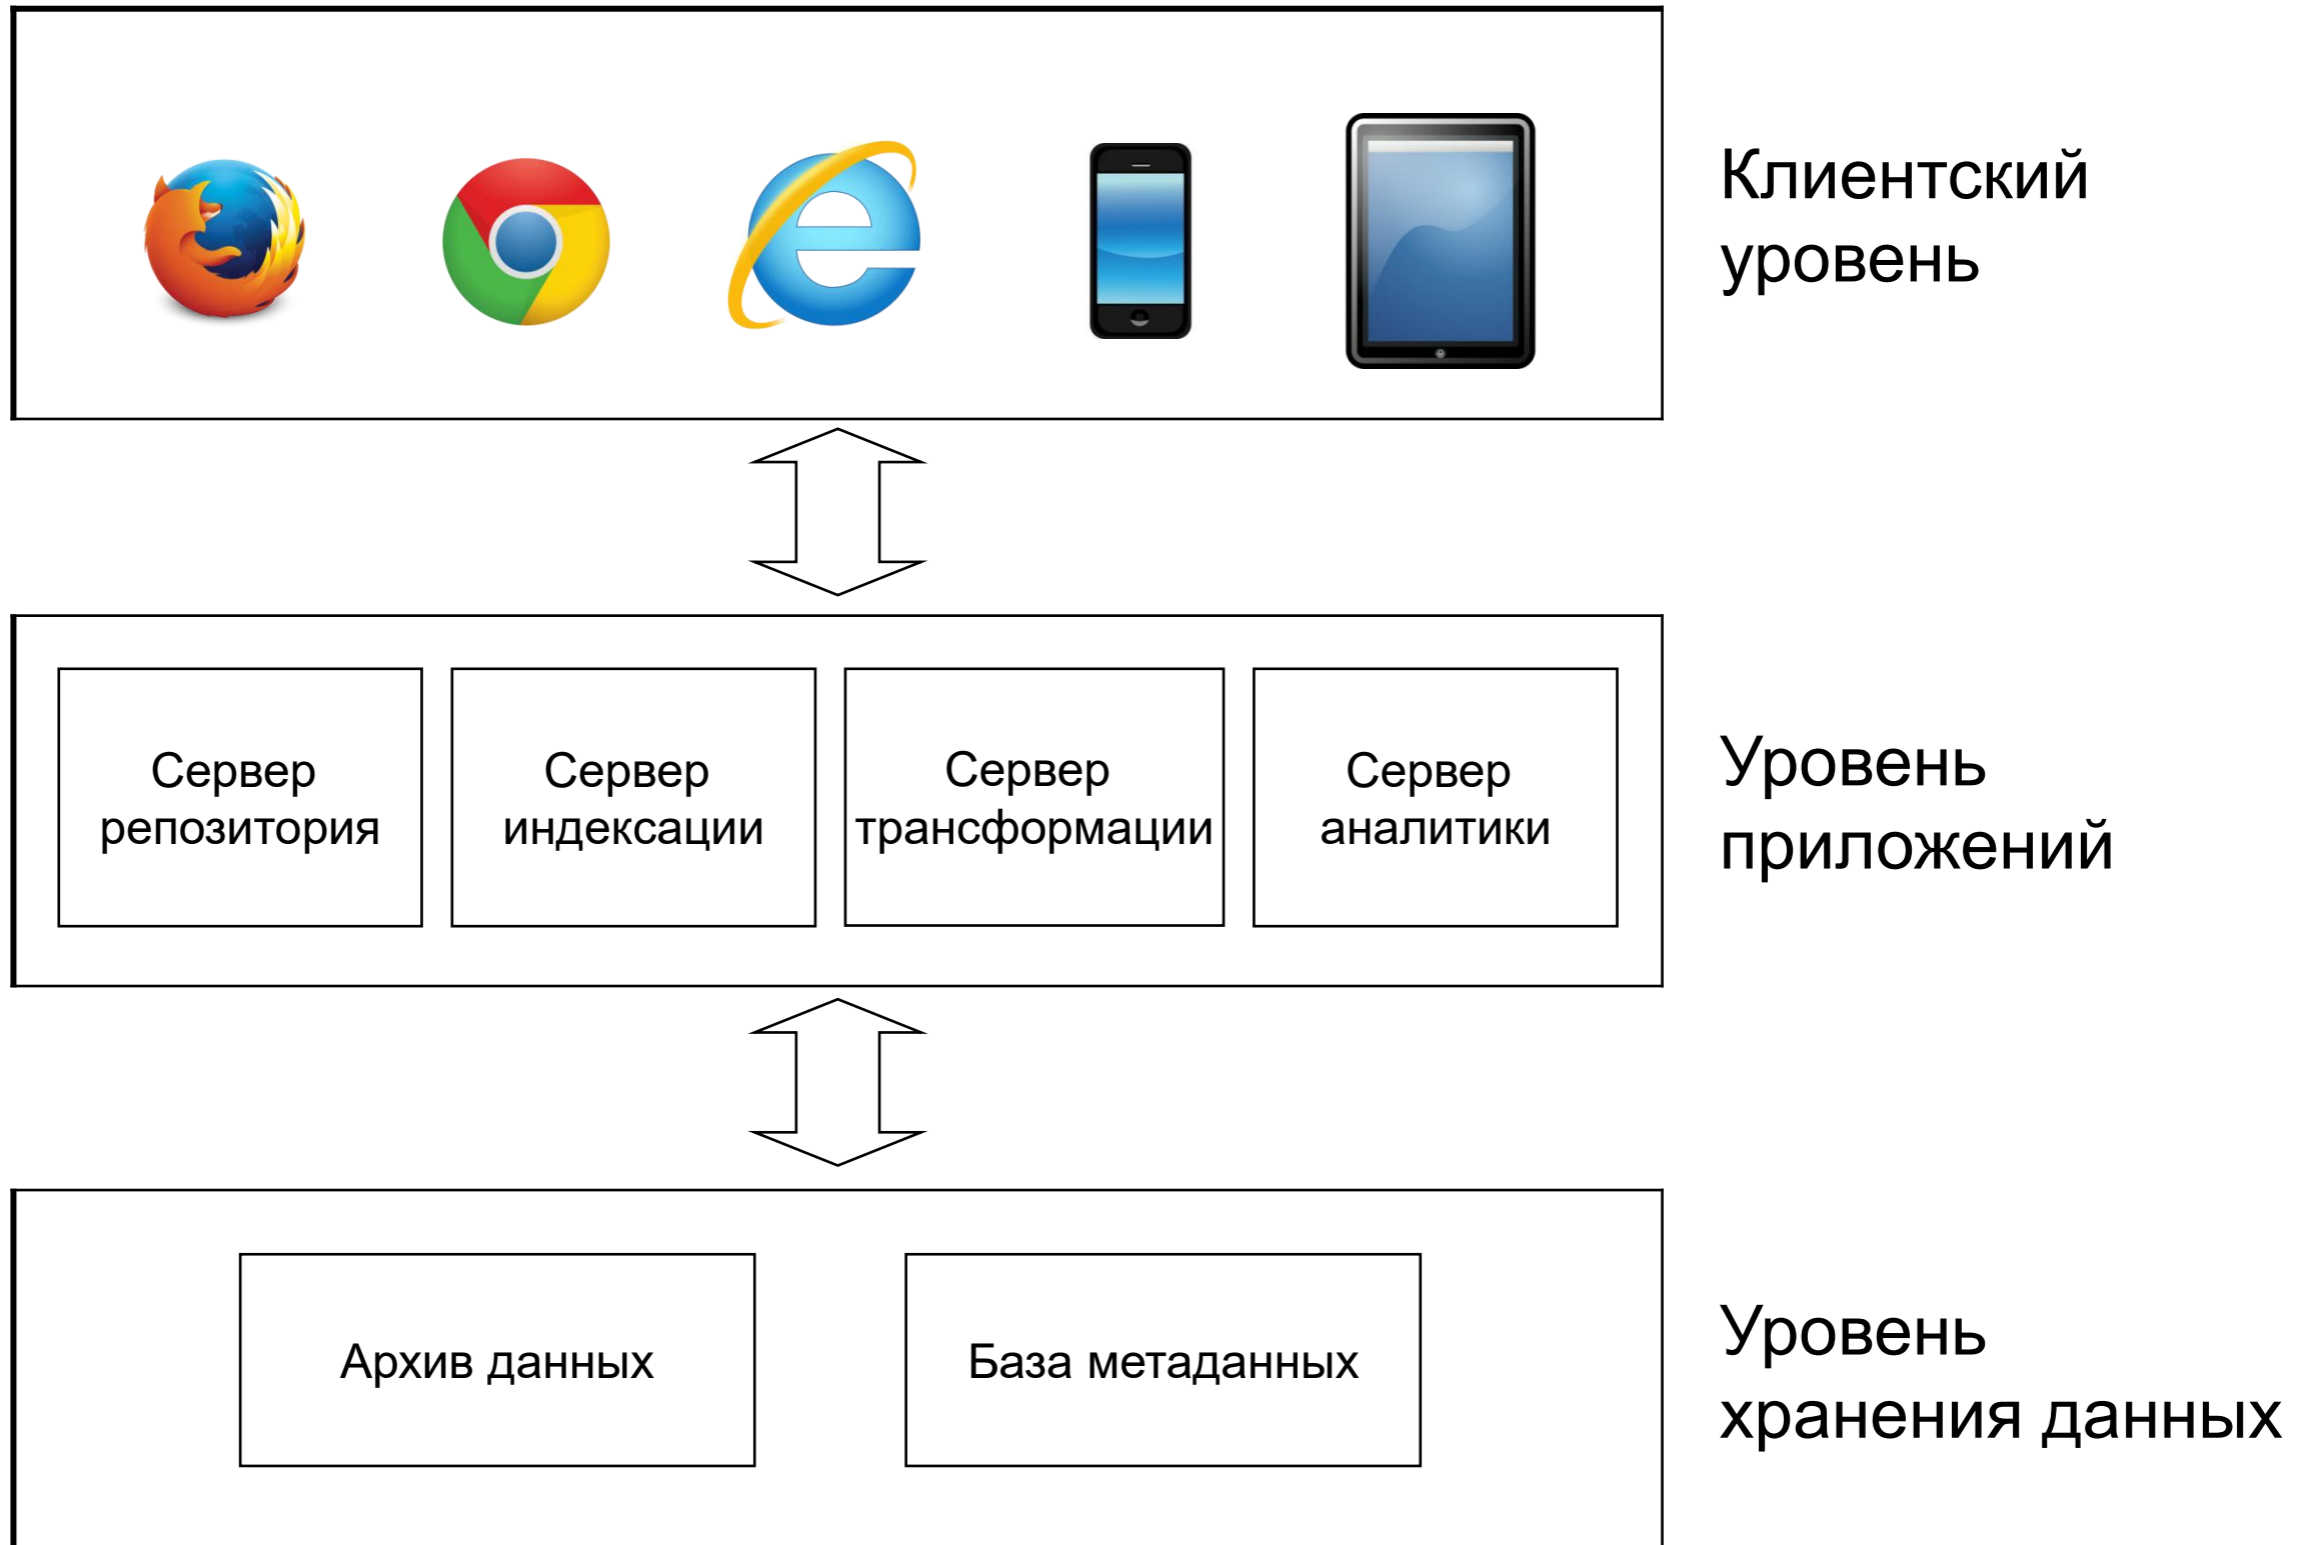 Клиентский
уровень
Сервер
репозитория
Сервер
индексации
Сервер
трансформации
Сервер
аналитики
Уровень
приложений
Архив данных
База метаданных
Уровень
хранения данных